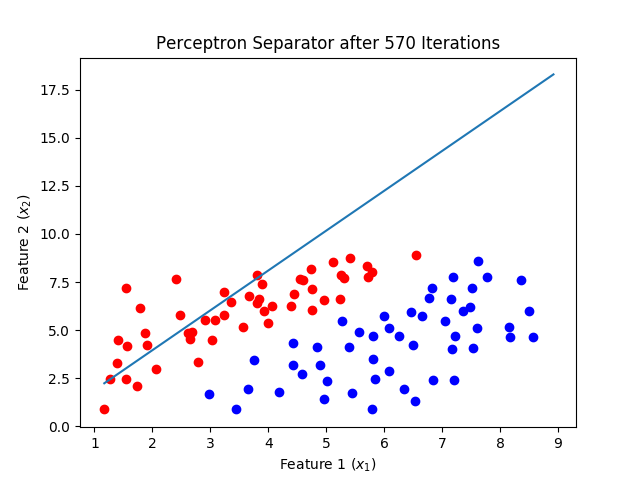 Perceptron Separator after 570 Iterations
17.5
15.0
12.5
10.0
7.5
5.0
2.5
0.0
Feature 2 (x₂)
1 2 3 4 5 6 7 8 9
Feature 1 (x₁)